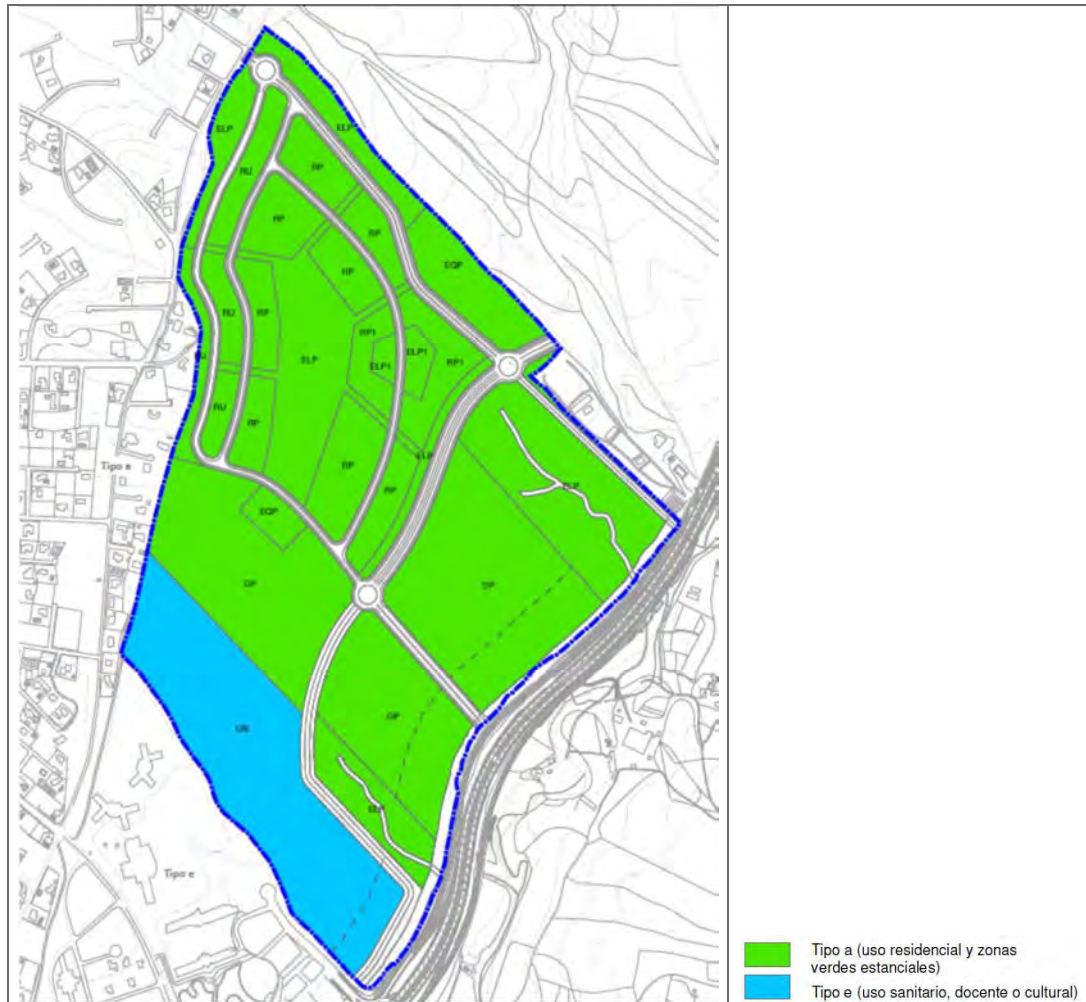 ELP
ELP
RU
RP
RP
RP
RP
EQP
RU
RP
RP1
ELP1
ELP
ELP1
RP1
RU
RU
RP
RP
ELP
RP
Tipo a
EQP
ELP
DP
DP
DP
UE
ELP
Tipo e
Tipo a (uso residencial y zonas
verdes estanciales)
Tipo e (uso sanitario, docente o cultural)